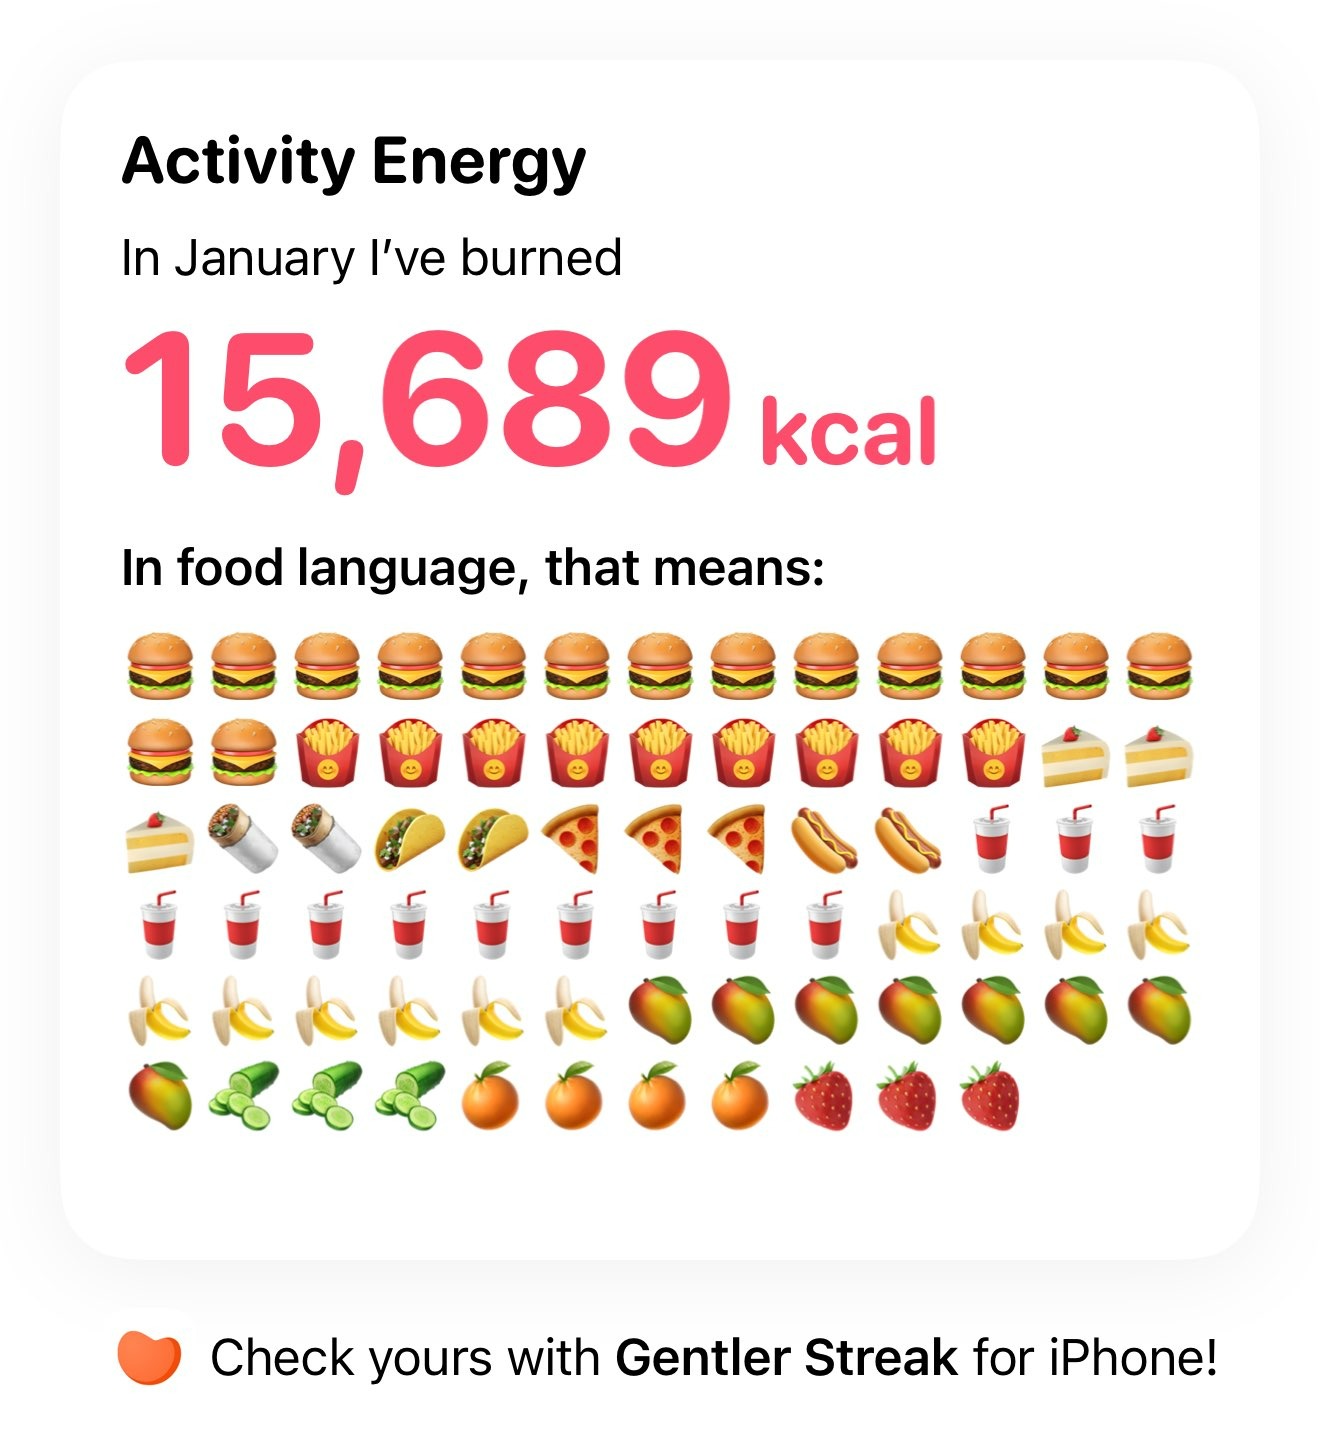 Activity Energy
In January I’ve burned
15,689 kcal
In food language, that means:
Check yours with Gentler Streak for iPhone!